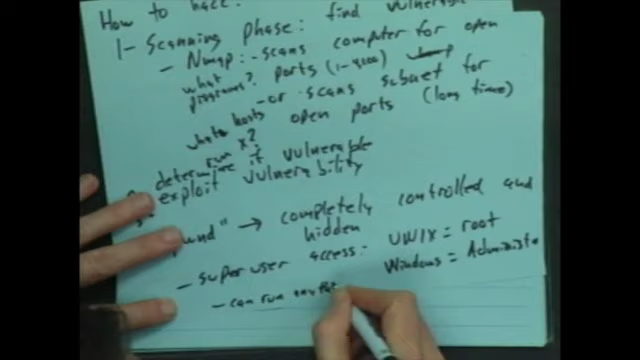 How to hack:
1- Scanning phase: find vulnerable
- Nmap: - scans computer for open
what programs? ports (1-9000)
- or scans subnet for
what hosts run x? open ports (long time)
determine if vulnerable
exploit vulnerability
"pwnd" → completely controlled and
hidden
- super user access: UNIX = root
Windows = Administr
- can run